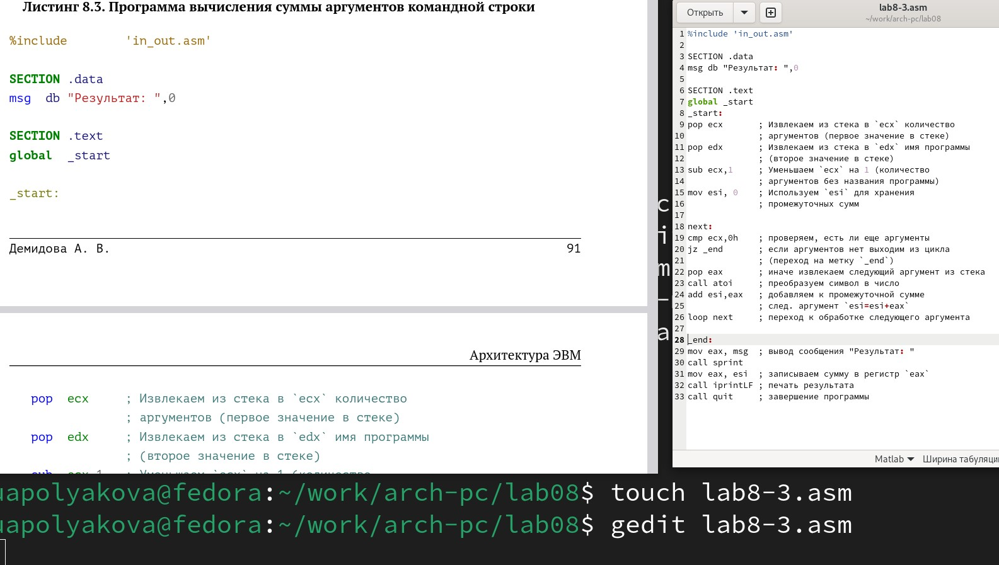 Листинг 8.3. Программа вычисления суммы аргументов командной строки
%include 'in_out.asm'
SECTION .data
msg db "Результат: ",0
SECTION .text
global _start
_start:
Демидова А. В. 91
Архитектура ЭВМ
pop ecx ; Извлекаем из стека в `ecx` количество
; аргументов (первое значение в стеке)
pop edx ; Извлекаем из стека в `edx` имя программы
; (второе значение в стеке)
sub ecx,1 ; Уменьшаем `ecx` на 1 (количество
Открыть
lab8-3.asm
~/work/arch-pc/lab08
1 %include 'in_out.asm'
2
3 SECTION .data
4 msg db "Результат: ",0
5
6 SECTION .text
7 global _start
8 _start:
9 pop ecx ; Извлекаем из стека в `ecx` количество
10 ; аргументов (первое значение в стеке)
11 pop edx ; Извлекаем из стека в `edx` имя программы
12 ; (второе значение в стеке)
13 sub ecx,1 ; Уменьшаем `ecx` на 1 (количество
14 ; аргументов без названия программы)
15 mov esi, 0 ; Используем `esi` для хранения
16 ; промежуточных сумм
17
18 next:
19 cmp ecx,0h ; проверяем, есть ли еще аргументы
20 jz _end ; если аргументов нет выходим из цикла
21 ; (переход на метку `_end`)
22 pop eax ; иначе извлекаем следующий аргумент из стека
23 call atoi ; преобразуем символ в число
24 add esi,eax ; добавляем к промежуточной сумме
25 ; след. аргумент `esi=esi+eax`
26 loop next ; переход к обработке следующего аргумента
27
28 _end:
29 mov eax, msg ; вывод сообщения "Результат: "
30 call sprint
31 mov eax, esi ; записываем сумму в регистр `eax`
32 call iprintLF ; печать результата
33 call quit ; завершение программы
Matlab Ширина табуляции
uapolyakova@fedora:~/work/arch-pc/lab08$ touch lab8-3.asm
uapolyakova@fedora:~/work/arch-pc/lab08$ gedit lab8-3.asm